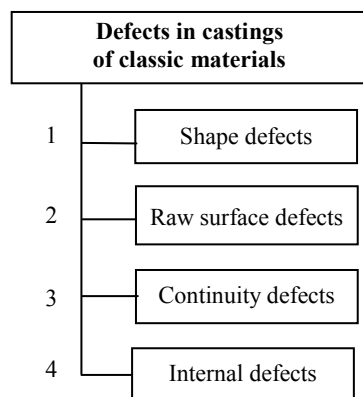 Defects in castings
of classic materials
1 Shape defects
2 Raw surface defects
3 Continuity defects
4 Internal defects